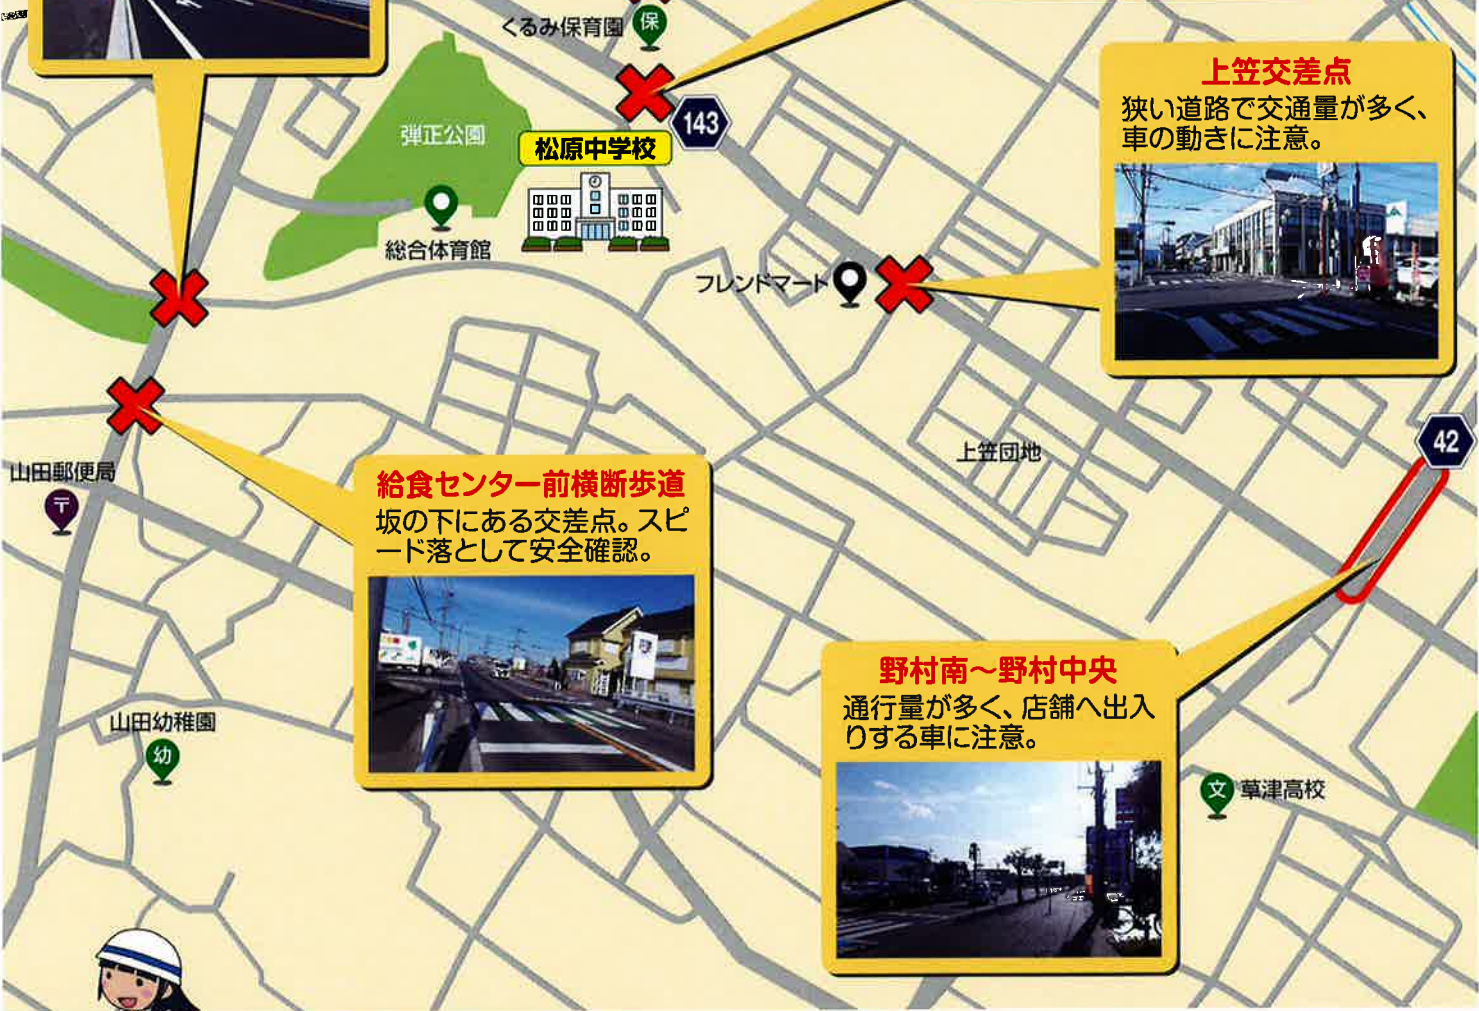 くるみ保育園
保
上笠交差点
狭い道路で交通量が多く、
車の動きに注意。
143
弾正公園
松原中学校
総合体育館
フレンドマート
上笠団地
42
山田郵便局
〒
給食センター前横断歩道
坂の下にある交差点。スピ
ード落として安全確認。
野村南～野村中央
通行量が多く、店舗へ出入
りする車に注意。
山田幼稚園
幼
文
草津高校